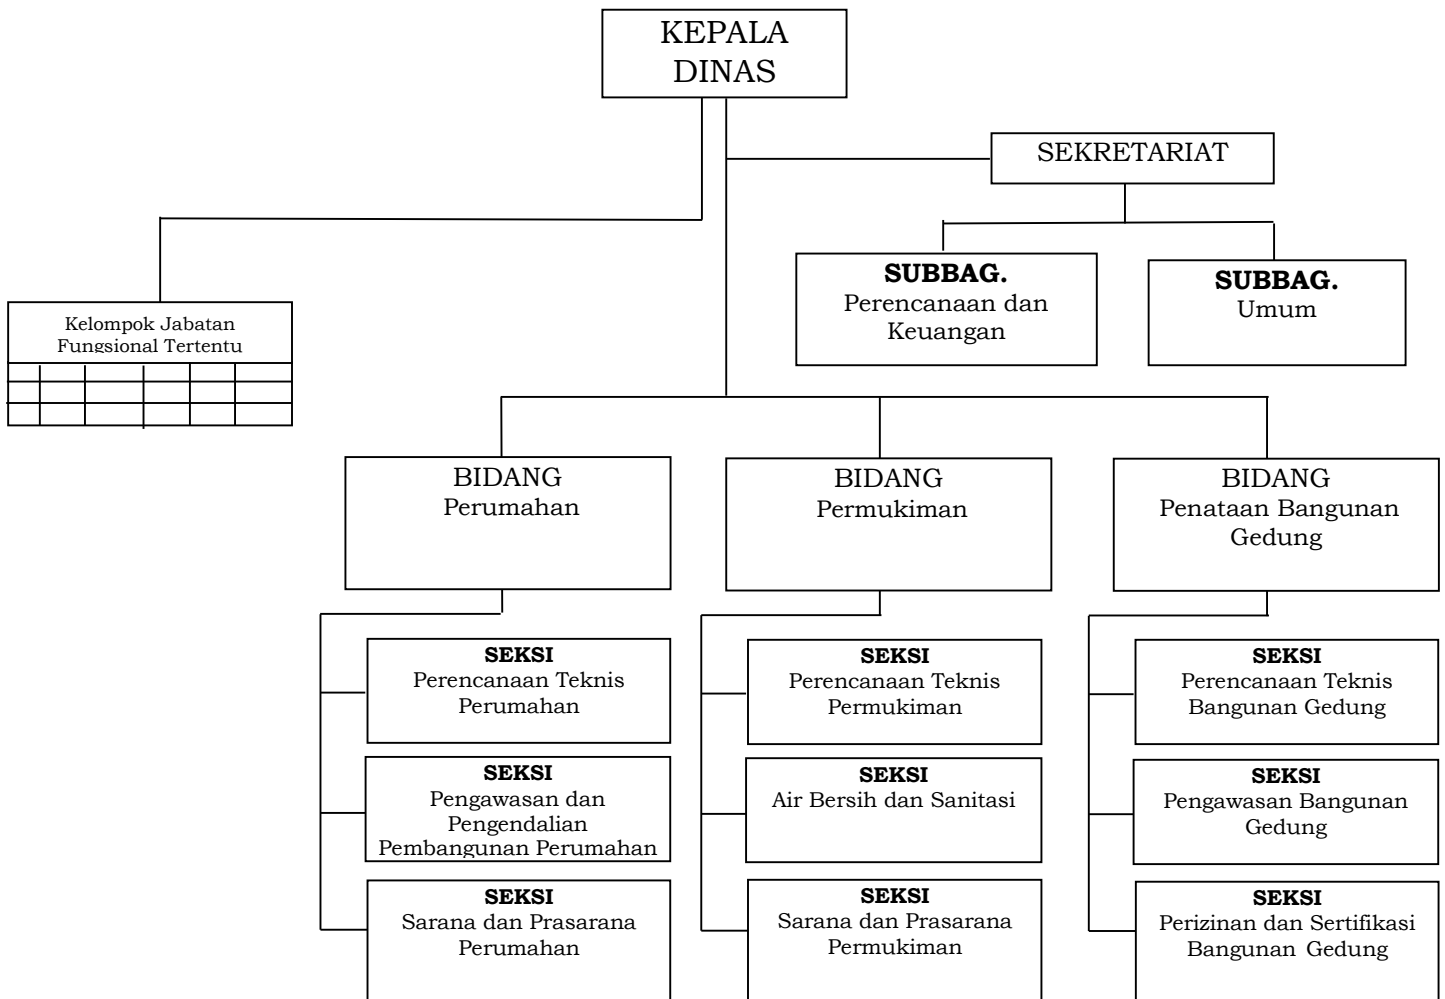 KEPALA
DINAS
SEKRETARIAT
SUBBAG.
Perencanaan dan
Keuangan
SUBBAG.
Umum
Kelompok Jabatan
Fungsional Tertentu
BIDANG
Perumahan
BIDANG
Permukiman
BIDANG
Penataan Bangunan
Gedung
SEKSI
Perencanaan Teknis
Perumahan
SEKSI
Pengawasan dan
Pengendalian
Pembangunan Perumahan
SEKSI
Sarana dan Prasarana
Perumahan
SEKSI
Perencanaan Teknis
Permukiman
SEKSI
Air Bersih dan Sanitasi
SEKSI
Sarana dan Prasarana
Permukiman
SEKSI
Perencanaan Teknis
Bangunan Gedung
SEKSI
Pengawasan Bangunan
Gedung
SEKSI
Perizinan dan Sertifikasi
Bangunan Gedung